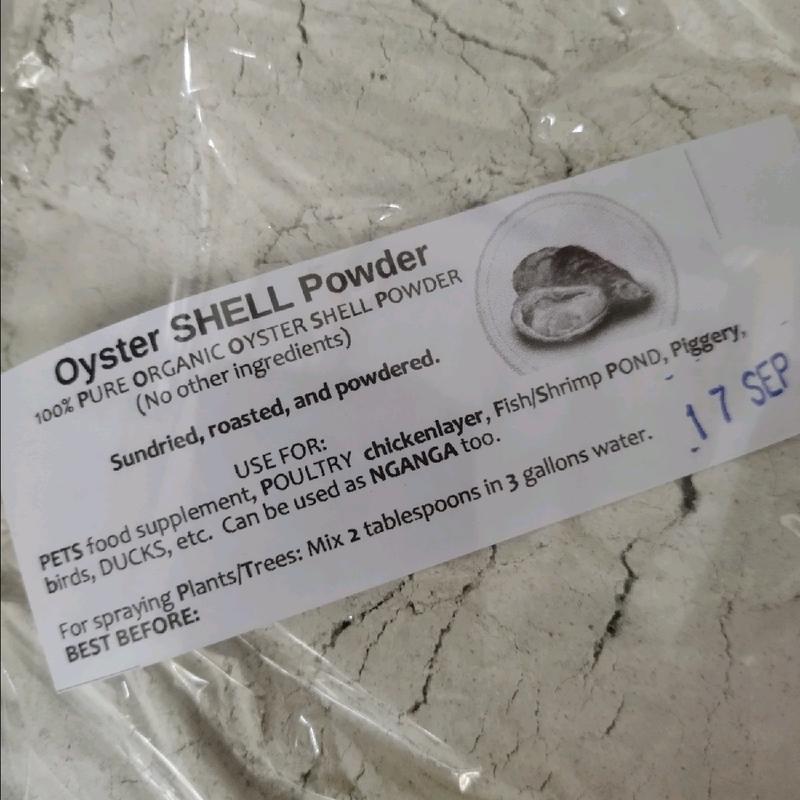 Oyster SHELL Powder
100% PURE ORGANIC OYSTER SHELL POWDER
(No other ingredients)
Sundried, roasted, and powdered.
USE FOR:
PETS food supplement, POULTRY chickenlayer, Fish/Shrimp POND, Piggery,
birds, DUCKS, etc. Can be used as NGANGA too.
For spraying Plants/Trees: Mix 2 tablespoons in 3 gallons water.
BEST BEFORE:
17 SEP